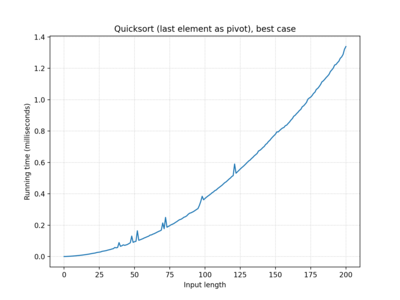 Quicksort (last element as pivot), best case
1.4
1.2
1.0
0.8
0.6
0.4
0.2
0.0
Running time (milliseconds)
0 25 50 75 100 125 150 175 200
Input length